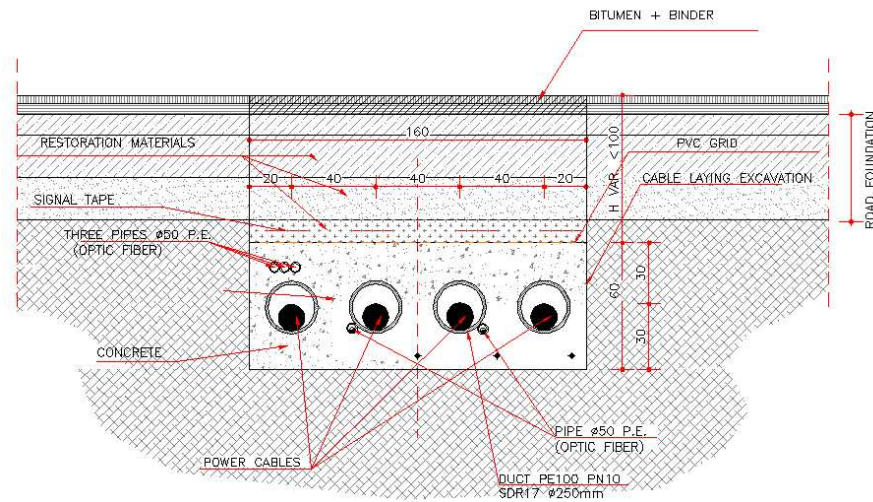 BITUMEN + BINDER
160
RESTORATION MATERIALS
PVC GRID
20 40 40 40 20
CABLE LAYING EXCAVATION
H VAR. <100
ROAD FOUNDATION
SIGNAL TAPE
THREE PIPES ø50 P.E.
(OPTIC FIBER)
30
60
30
CONCRETE
PIPE ø50 P.E.
(OPTIC FIBER)
POWER CABLES
DUCT PE100 PN10
SDR17 ø250mm